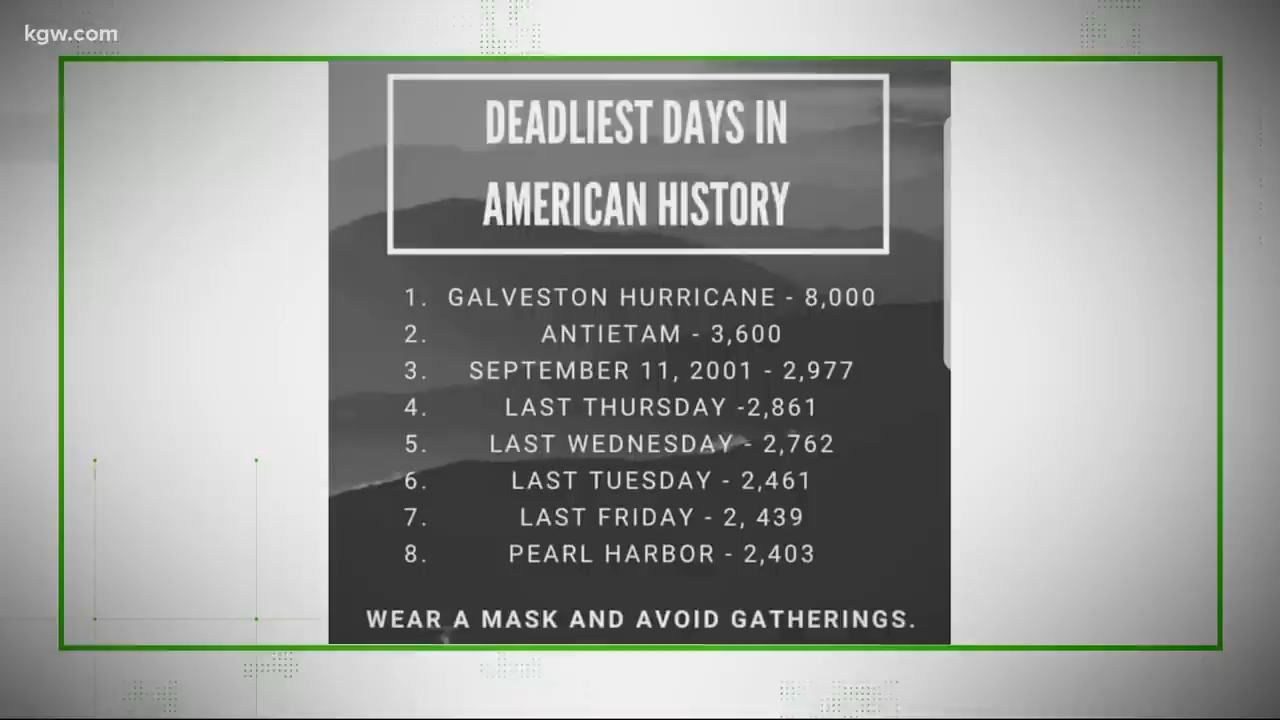 kgw.com
DEADLIEST DAYS IN
AMERICAN HISTORY
1. GALVESTON HURRICANE - 8,000
2. ANTIETAM - 3,600
3. SEPTEMBER 11, 2001 - 2,977
4. LAST THURSDAY -2,861
5. LAST WEDNESDAY - 2,762
6. LAST TUESDAY - 2,461
7. LAST FRIDAY - 2, 439
8. PEARL HARBOR - 2,403
WEAR A MASK AND AVOID GATHERINGS.